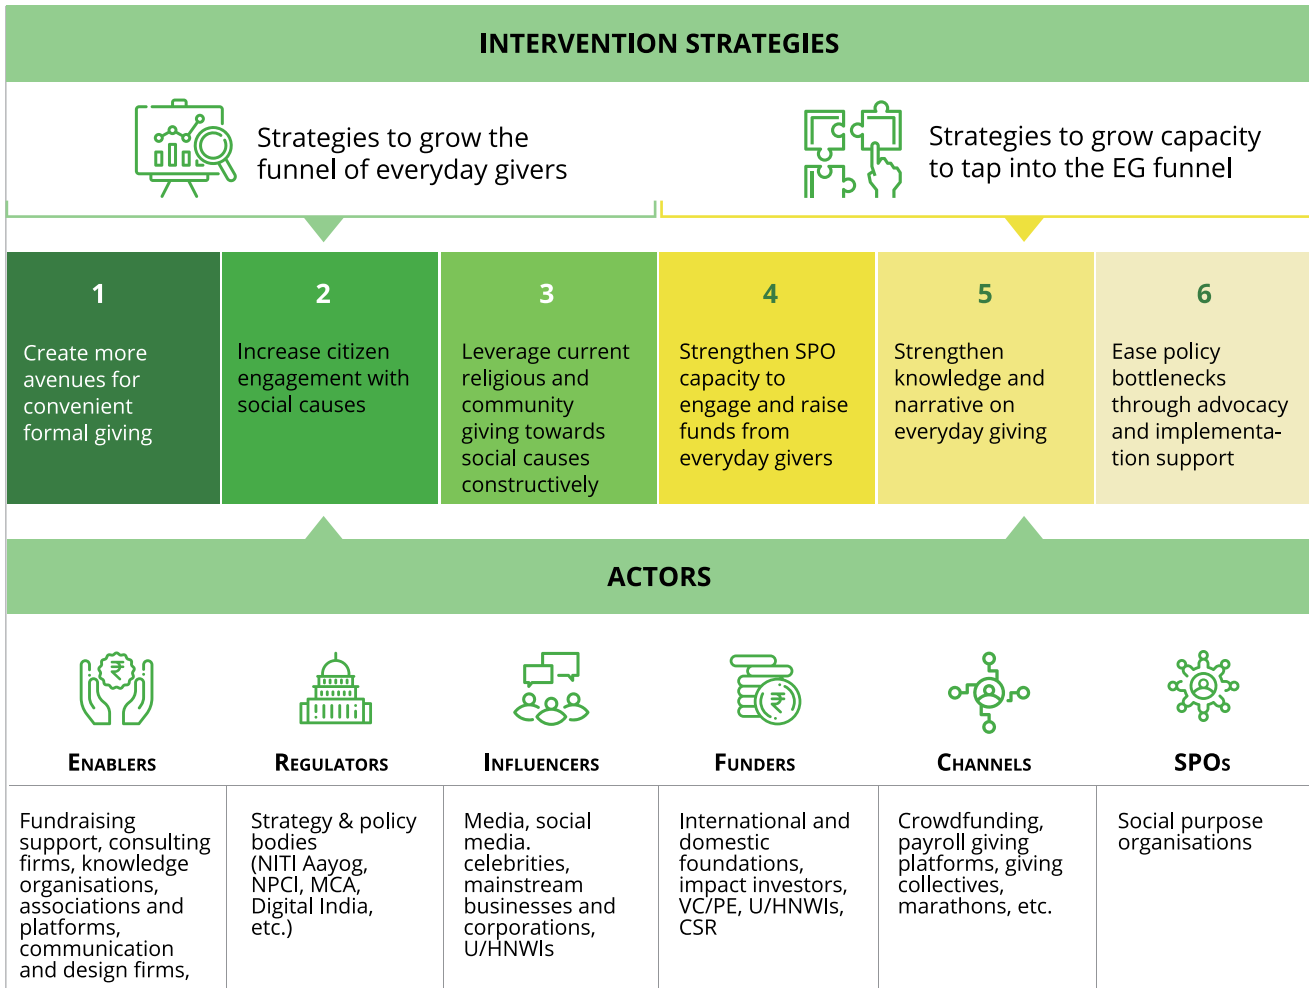 INTERVENTION STRATEGIES
Strategies to grow the
funnel of everyday givers
Strategies to grow capacity
to tap into the EG funnel
1
Create more
avenues for
convenient
formal giving
2
Increase citizen
engagement with
social causes
3
Leverage current
religious and
community
giving towards
social causes
constructively
4
Strengthen SPO
capacity to
engage and raise
funds from
everyday givers
5
Strengthen
knowledge and
narrative on
everyday giving
6
Ease policy
bottlenecks
through advocacy
and implementa-
tion support
ACTORS
₹
ENABLERS
Fundraising
support, consulting
firms, knowledge
organisations,
associations and
platforms,
communication
and design firms,
REGULATORS
Strategy & policy
bodies
(NITI Aayog,
NPCI, MCA,
Digital India,
etc.)
INFLUENCERS
Media, social
media.
celebrities,
mainstream
businesses and
corporations,
U/HNWIs
₹
FUNDERS
International and
domestic
foundations,
impact investors,
VC/PE, U/HNWIs,
CSR
CHANNELS
Crowdfunding,
payroll giving
platforms, giving
collectives,
marathons, etc.
SPOS
Social purpose
organisations